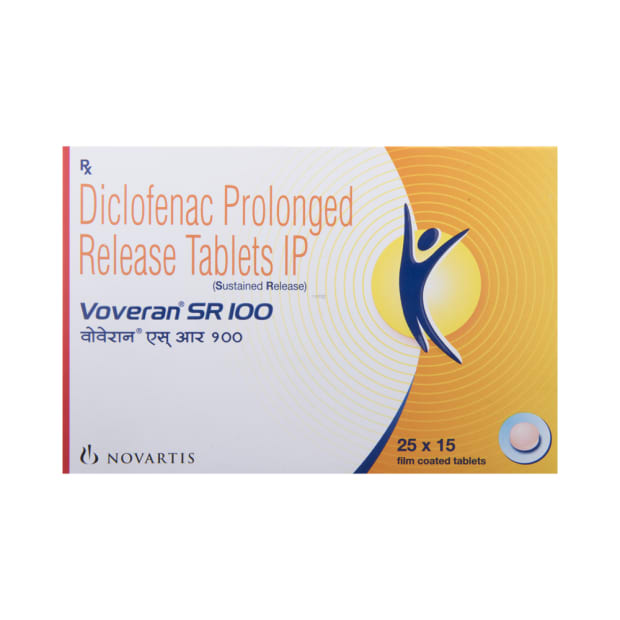 Rx
Diclofenac Prolonged
Release Tablets IP
(Sustained Release)
Voveran® SR 100
वोवेरान® एस् आर १००
NOVARTIS
25 x 15
film coated tablets